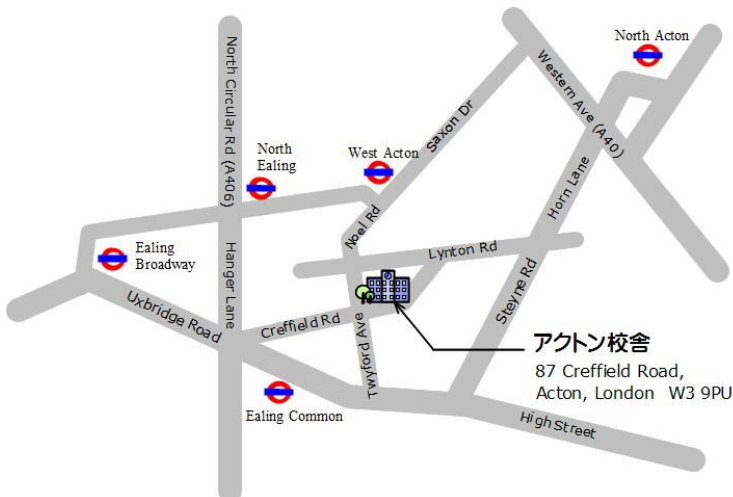 North Acton
North Circular Rd (A406)
Western Ave (A40)
Saxon Dr
North
Ealing
West Acton
Horn Lane
Noel Rd
Lynton Rd
Ealing
Broadway
Hanger Lane
Uxbridge Road
Creffield Rd
Steyne Rd
Twyford Ave
アクトン校舎
87 Creffield Road,
Acton, London W3 9PU
Ealing Common
High Street